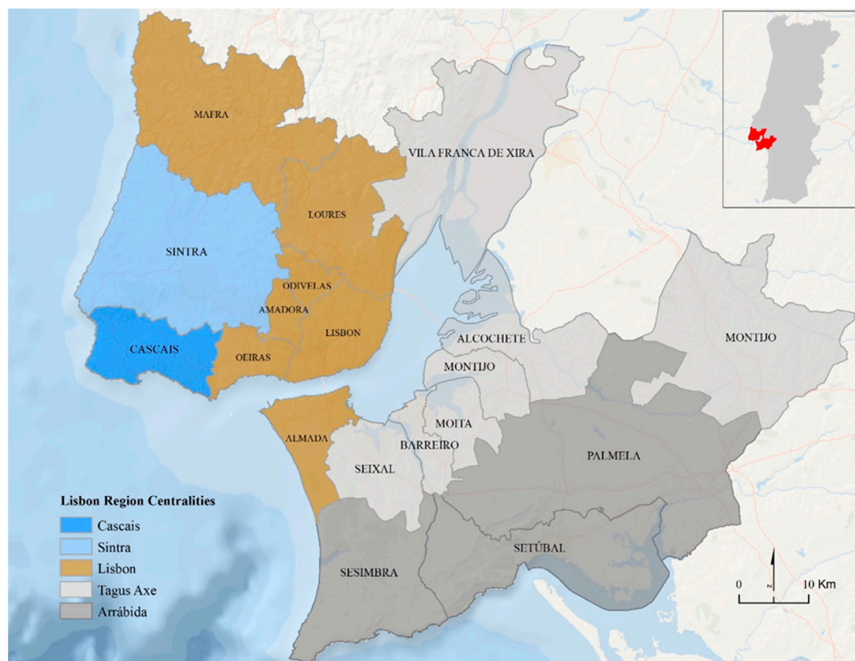 MAFRA
VILA FRANCA DE XIRA
LOURES
SINTRA
ODIVELAS
AMADORA
LISBON
CASCAIS
OEIRAS
ALCOCHETE
MONTIJO
MONTIJO
MOITA
ALMADA
BARREIRO
SEIXAL
PALMELA
SETÚBAL
SESIMBRA
Lisbon Region Centralities
Cascais
Sintra
Lisbon
Tagus Axe
Arrábida
N
0 10 Km